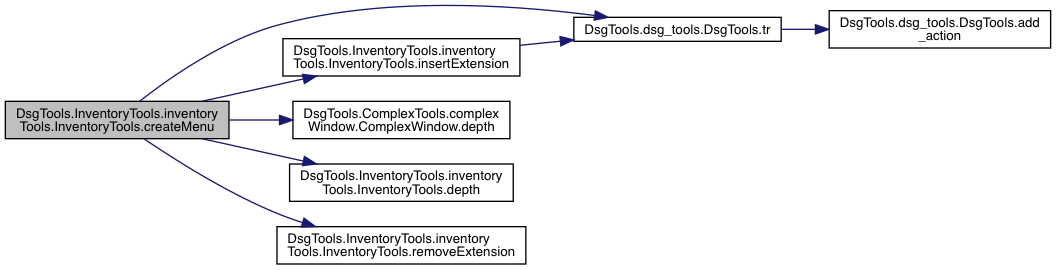 DsgTools.InventoryTools.inventory
Tools.InventoryTools.createMenu
DsgTools.dsg_tools.DsgTools.tr
DsgTools.dsg_tools.DsgTools.add
_action
DsgTools.InventoryTools.inventory
Tools.InventoryTools.insertExtension
DsgTools.ComplexTools.complex
Window.ComplexWindow.depth
DsgTools.InventoryTools.inventory
Tools.InventoryTools.depth
DsgTools.InventoryTools.inventory
Tools.InventoryTools.removeExtension